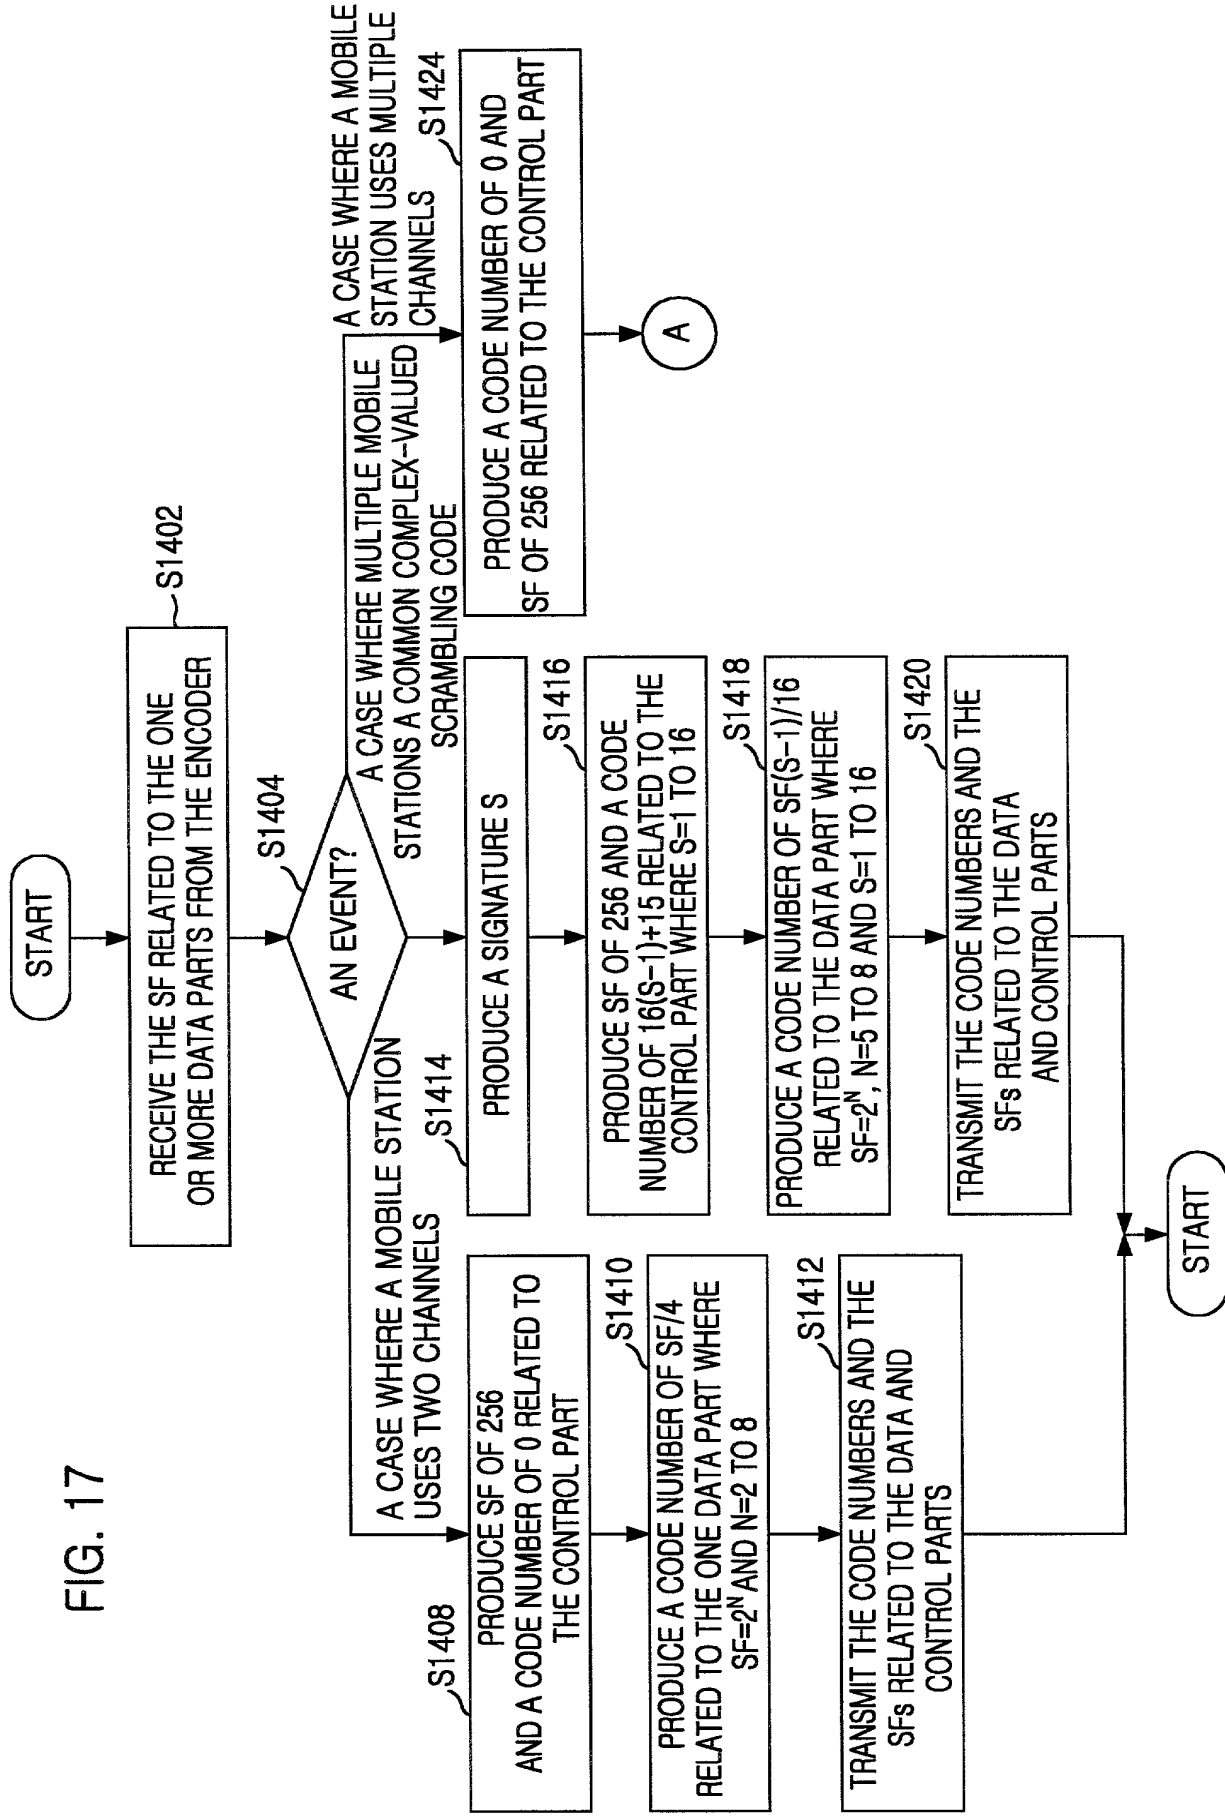 FIG. 17
START
RECEIVE THE SF RELATED TO THE ONE
OR MORE DATA PARTS FROM THE ENCODER
S1402
AN EVENT?
S1404
A CASE WHERE A MOBILE STATION
USES TWO CHANNELS
S1408
PRODUCE SF OF 256
AND A CODE NUMBER OF 0 RELATED TO
THE CONTROL PART
S1410
PRODUCE A CODE NUMBER OF SF/4
RELATED TO THE ONE DATA PART WHERE
SF=2^N AND N=2 TO 8
S1412
TRANSMIT THE CODE NUMBERS AND THE
SFs RELATED TO THE DATA AND
CONTROL PARTS
A CASE WHERE MULTIPLE MOBILE
STATIONS A COMMON COMPLEX-VALUED
SCRAMBLING CODE
S1414
PRODUCE A SIGNATURE S
S1416
PRODUCE SF OF 256 AND A CODE
NUMBER OF 16(S-1)+15 RELATED TO THE
CONTROL PART WHERE S=1 TO 16
S1418
PRODUCE A CODE NUMBER OF SF(S-1)/16
RELATED TO THE DATA PART WHERE
SF=2^N, N=5 TO 8 AND S=1 TO 16
S1420
TRANSMIT THE CODE NUMBERS AND THE
SFs RELATED TO THE DATA
AND CONTROL PARTS
A CASE WHERE A MOBILE
STATION USES MULTIPLE
CHANNELS
S1424
PRODUCE A CODE NUMBER OF 0 AND
SF OF 256 RELATED TO THE CONTROL PART
A
START